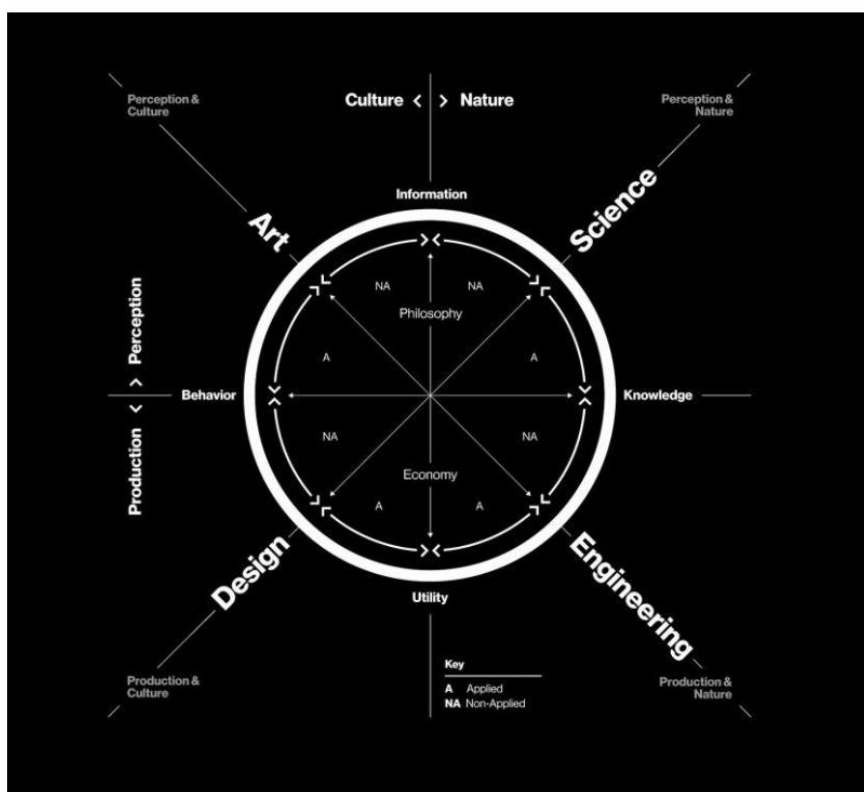 Perception &
Culture
Culture < > Nature
Perception &
Nature
Information
Art
Science
NA
NA
Philosophy
Production < > Perception
A
A
Behavior
Knowledge
NA
NA
Economy
A
A
Design
Engineering
Utility
Production &
Culture
Key
A Applied
NA Non-Applied
Production &
Nature